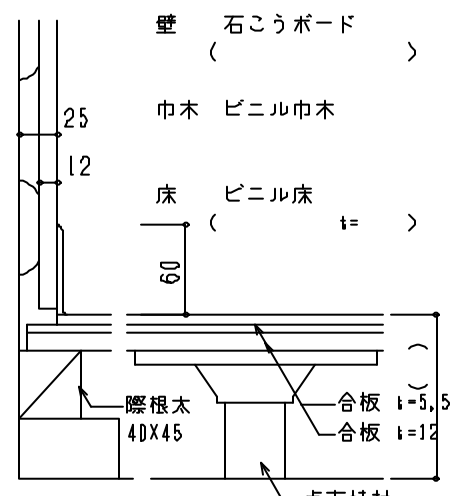 壁 石こうボード
( )
巾木 ビニル巾木
25
12
床 ビニル床
( t= )
60
( )
際根太
40X45
合板 t=5,5
合板 t=12